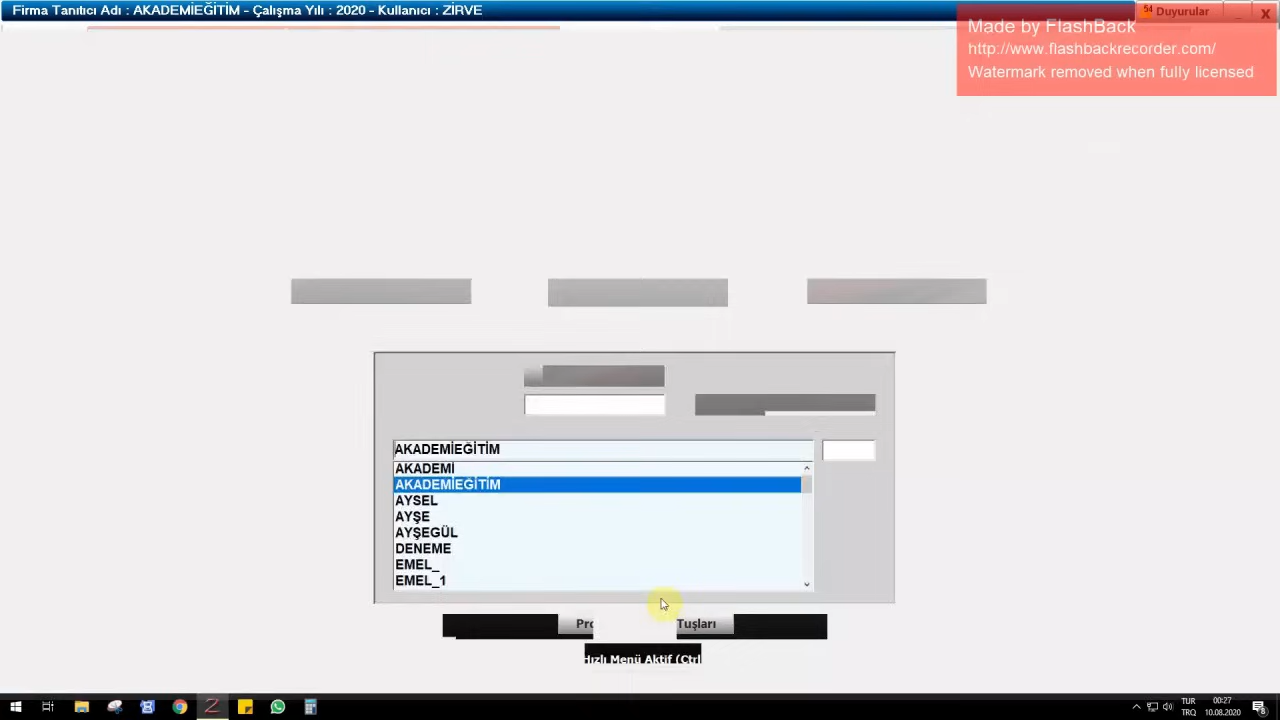 Firma Tanıtıcı Adı : AKADEMİEĞİTİM - Çalışma Yılı : 2020 - Kullanıcı : ZİRVE
Duyurular
Made by FlashBack
http://www.flashbackrecorder.com/
Watermark removed when fully licensed
AKADEMİEĞİTİM
AKADEMİ
AKADEMİEĞİTİM
AYSEL
AYŞE
AYŞEGÜL
DENEME
EMEL_
EMEL_1
Tuşları
Hızlı Menü Aktif (Ctrl
TUR
TRQ
00:27
10.08.2020